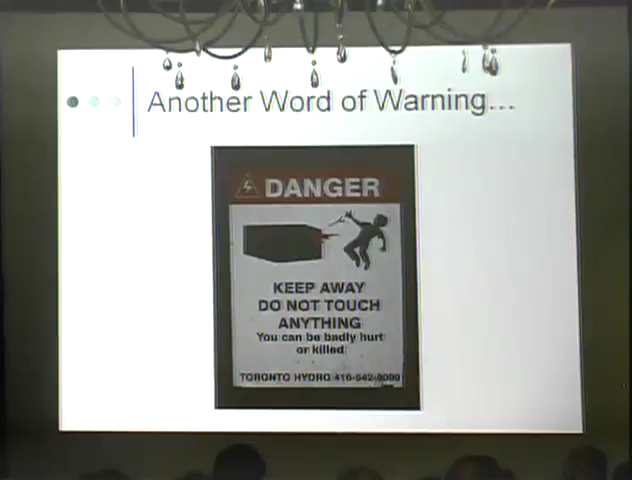 Another Word of Warning...
DANGER
KEEP AWAY
DO NOT TOUCH
ANYTHING
You can be badly hurt
or killed
TORONTO HYDRO 416-542-8000